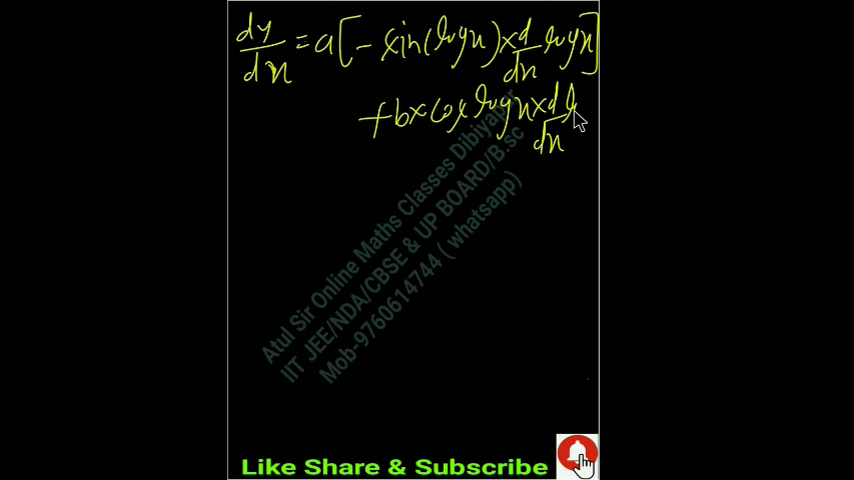 dy/dx = a[- sin(log x) × d/dx log x]
+ b × cos log x × d/dx l
Atul Sir Online Maths Classes Dibiyapur
IIT JEE/NDA/CBSE & UP BOARD/B.sc
Mob-9760614744 ( whatsapp)
Like Share & Subscribe